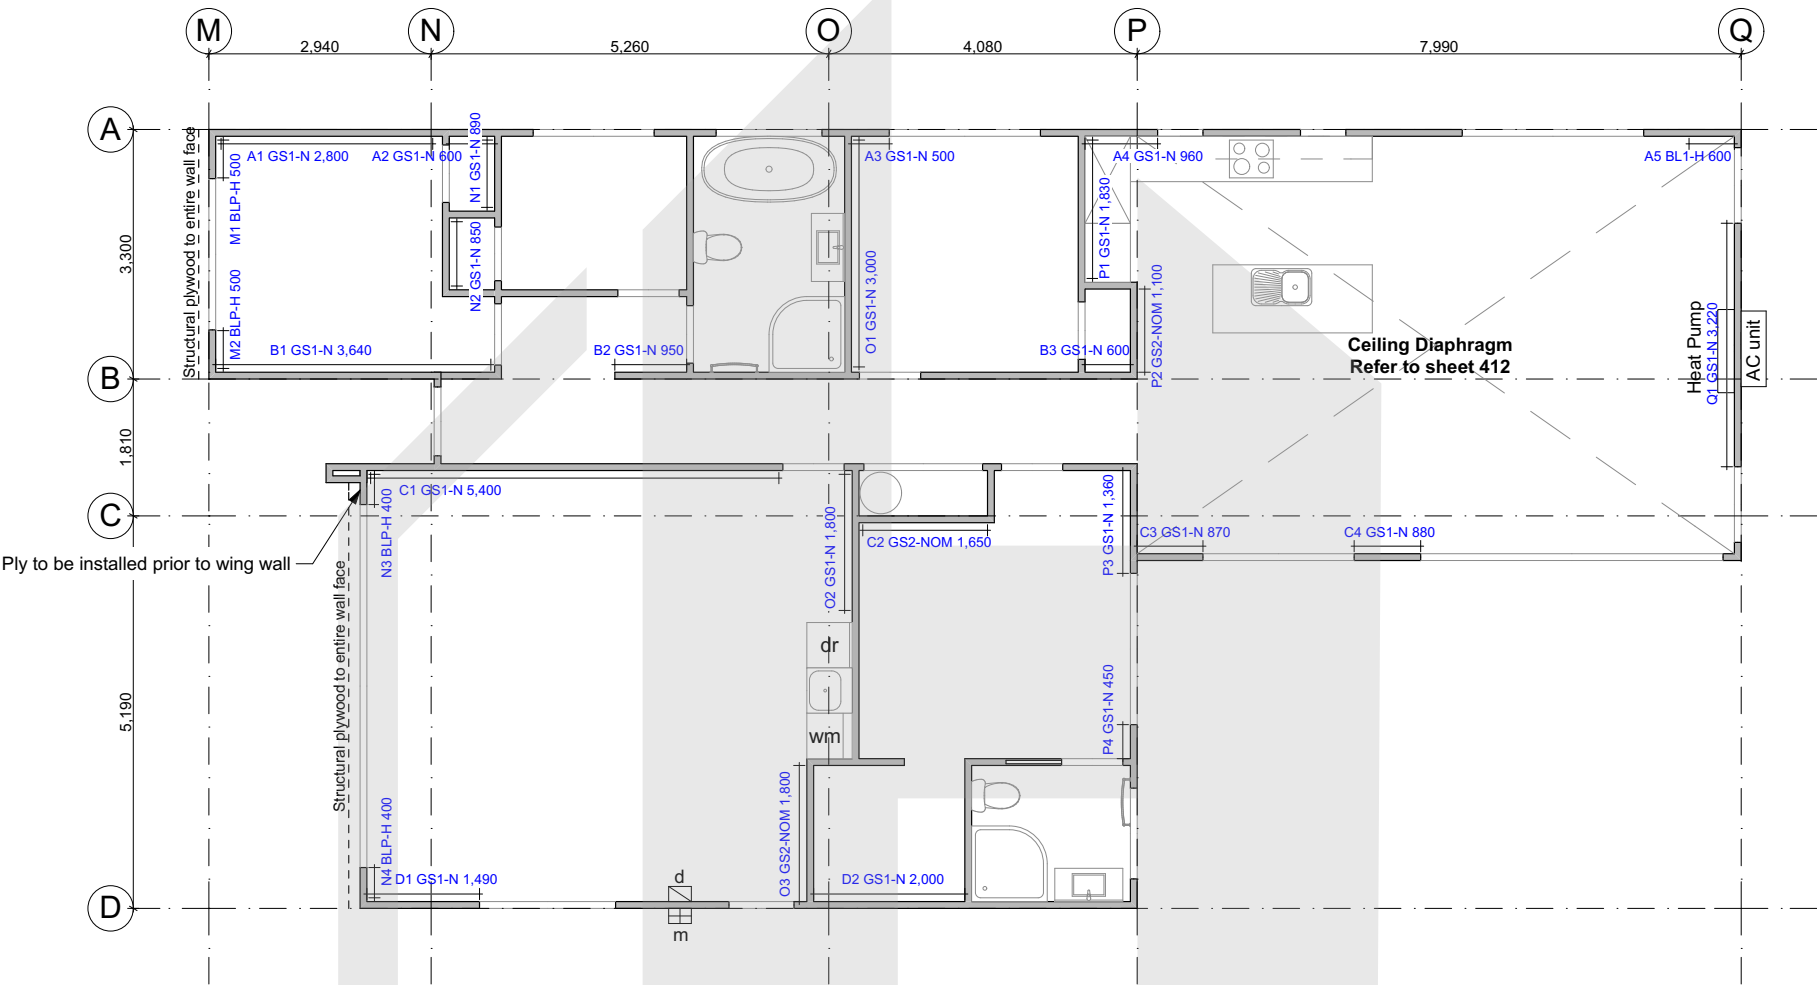 M
N
O
P
Q
2,940
5,260
4,080
7,990
A
B
C
D
3,300
1,810
5,190
Structural plywood to entire wall face
M1 BLP-H 500
M2 BLP-H 500
A1 GS1-N 2,800
A2 GS1-N 600
N1 GS1-N 890
N2 GS1-N 850
B1 GS1-N 3,640
B2 GS1-N 950
A3 GS1-N 500
O1 GS1-N 3,000
B3 GS1-N 600
A4 GS1-N 960
P1 GS1-N 1,830
P2 GS2-NOM 1,100
A5 BL1-H 600
Ceiling Diaphragm
Refer to sheet 412
Heat Pump
Q1 GS1-N 3,220
AC unit
C1 GS1-N 5,400
N3 BLP-H 400
Ply to be installed prior to wing wall
Structural plywood to entire wall face
N4 BLP-H 400
O2 GS1-N 1,800
C2 GS2-NOM 1,650
P3 GS1-N 1,360
C3 GS1-N 870
C4 GS1-N 880
dr
wm
P4 GS1-N 450
O3 GS2-NOM 1,800
D1 GS1-N 1,490
D2 GS1-N 2,000
d
m